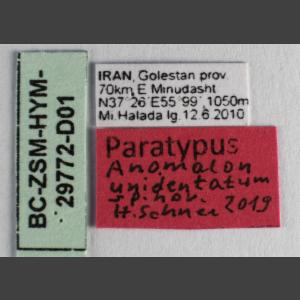 BC-ZSM-HYM-
29772-D01
IRAN, Golestan prov.
70km E Minudasht
N37°26'E55°99', 1050m
Mi.Halada lg. 12.6.2010
Paratypus
Anomalon
unidentatum
sp. nov.
H. Schnee 2019